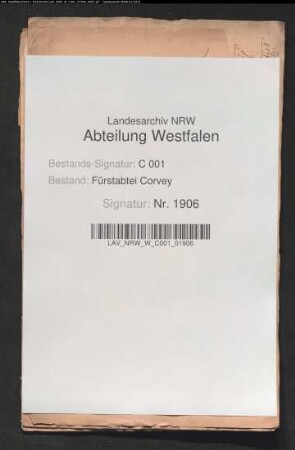 Landesarchiv NRW
Abteilung Westfalen
Bestands-Signatur: C 001
Bestand: Fürstabtei Corvey
Signatur: Nr. 1906
LAV_NRW_W_C001_01906